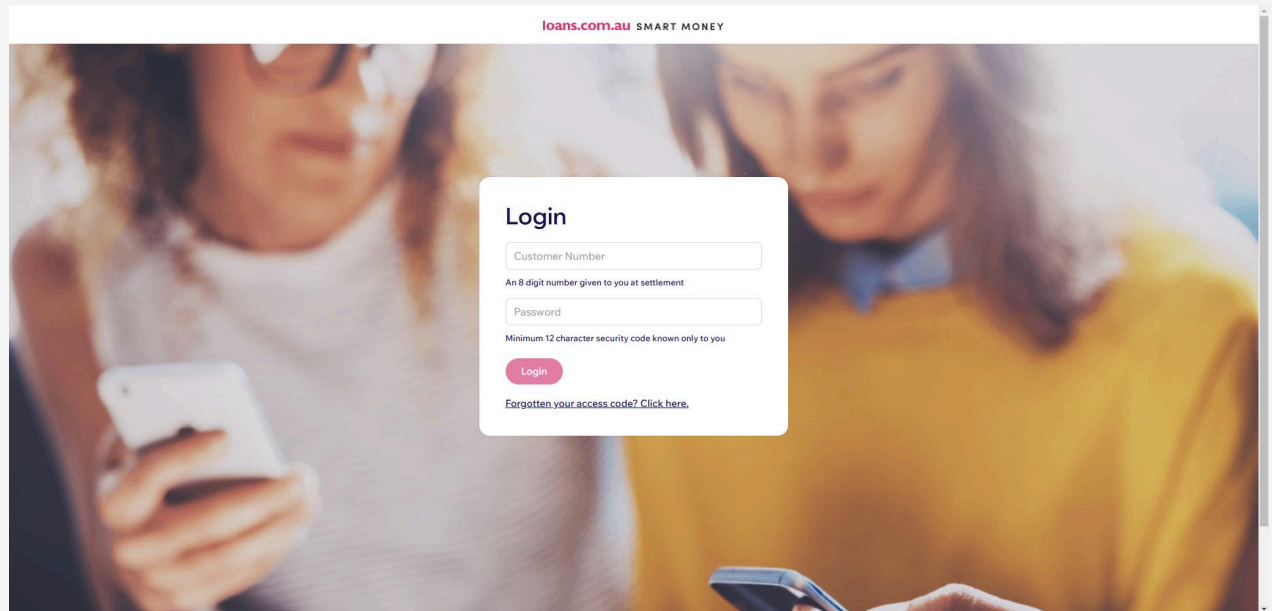 loans.com.au SMART MONEY
Login
Customer Number
An 8 digit number given to you at settlement
Password
Minimum 12 character security code known only to you
Login
Forgotten your access code? Click here.